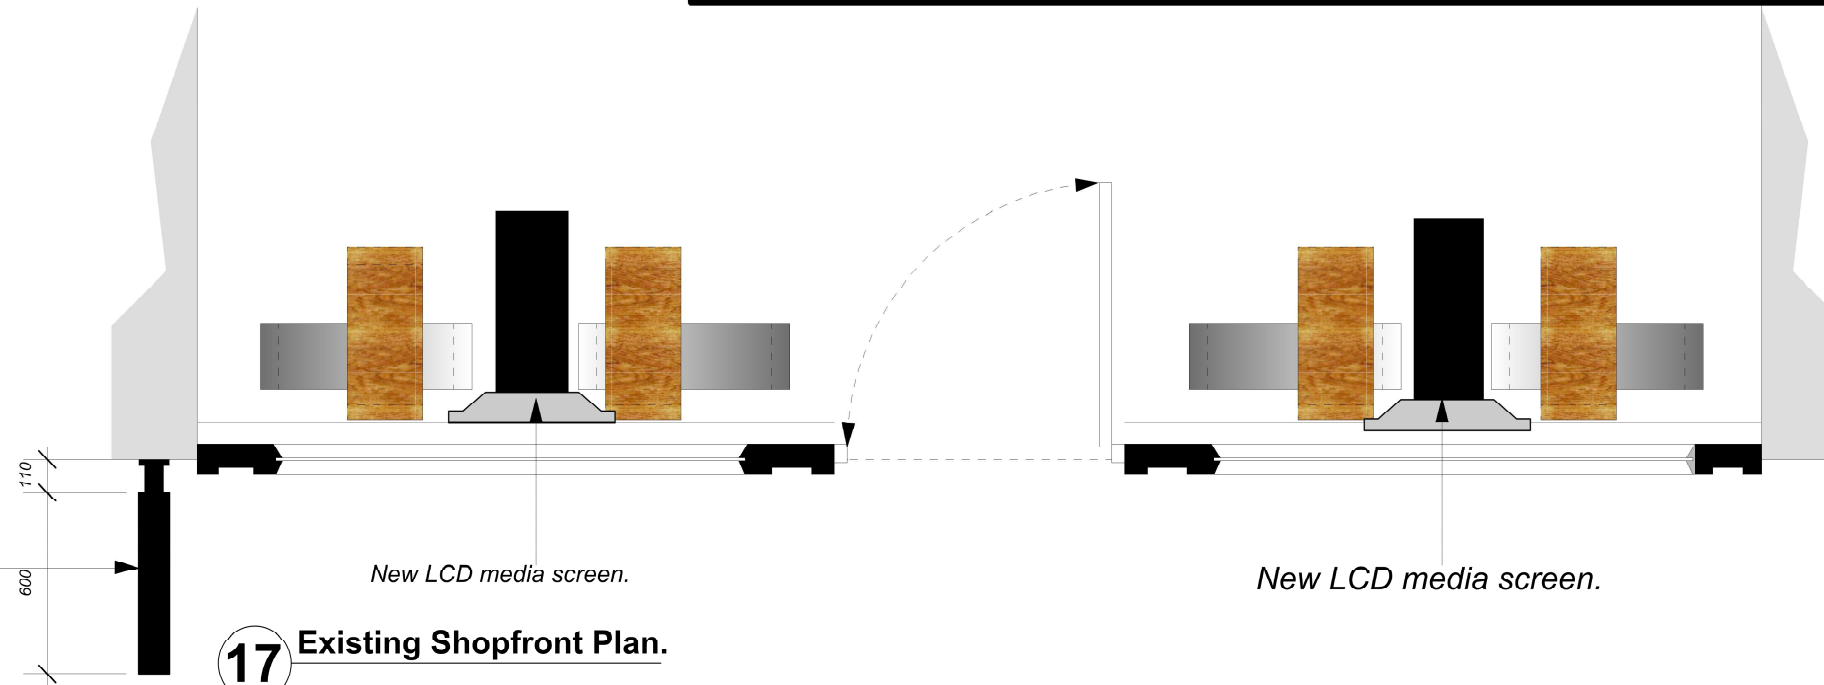 110
600
New LCD media screen.
New LCD media screen.
17
Existing Shopfront Plan.